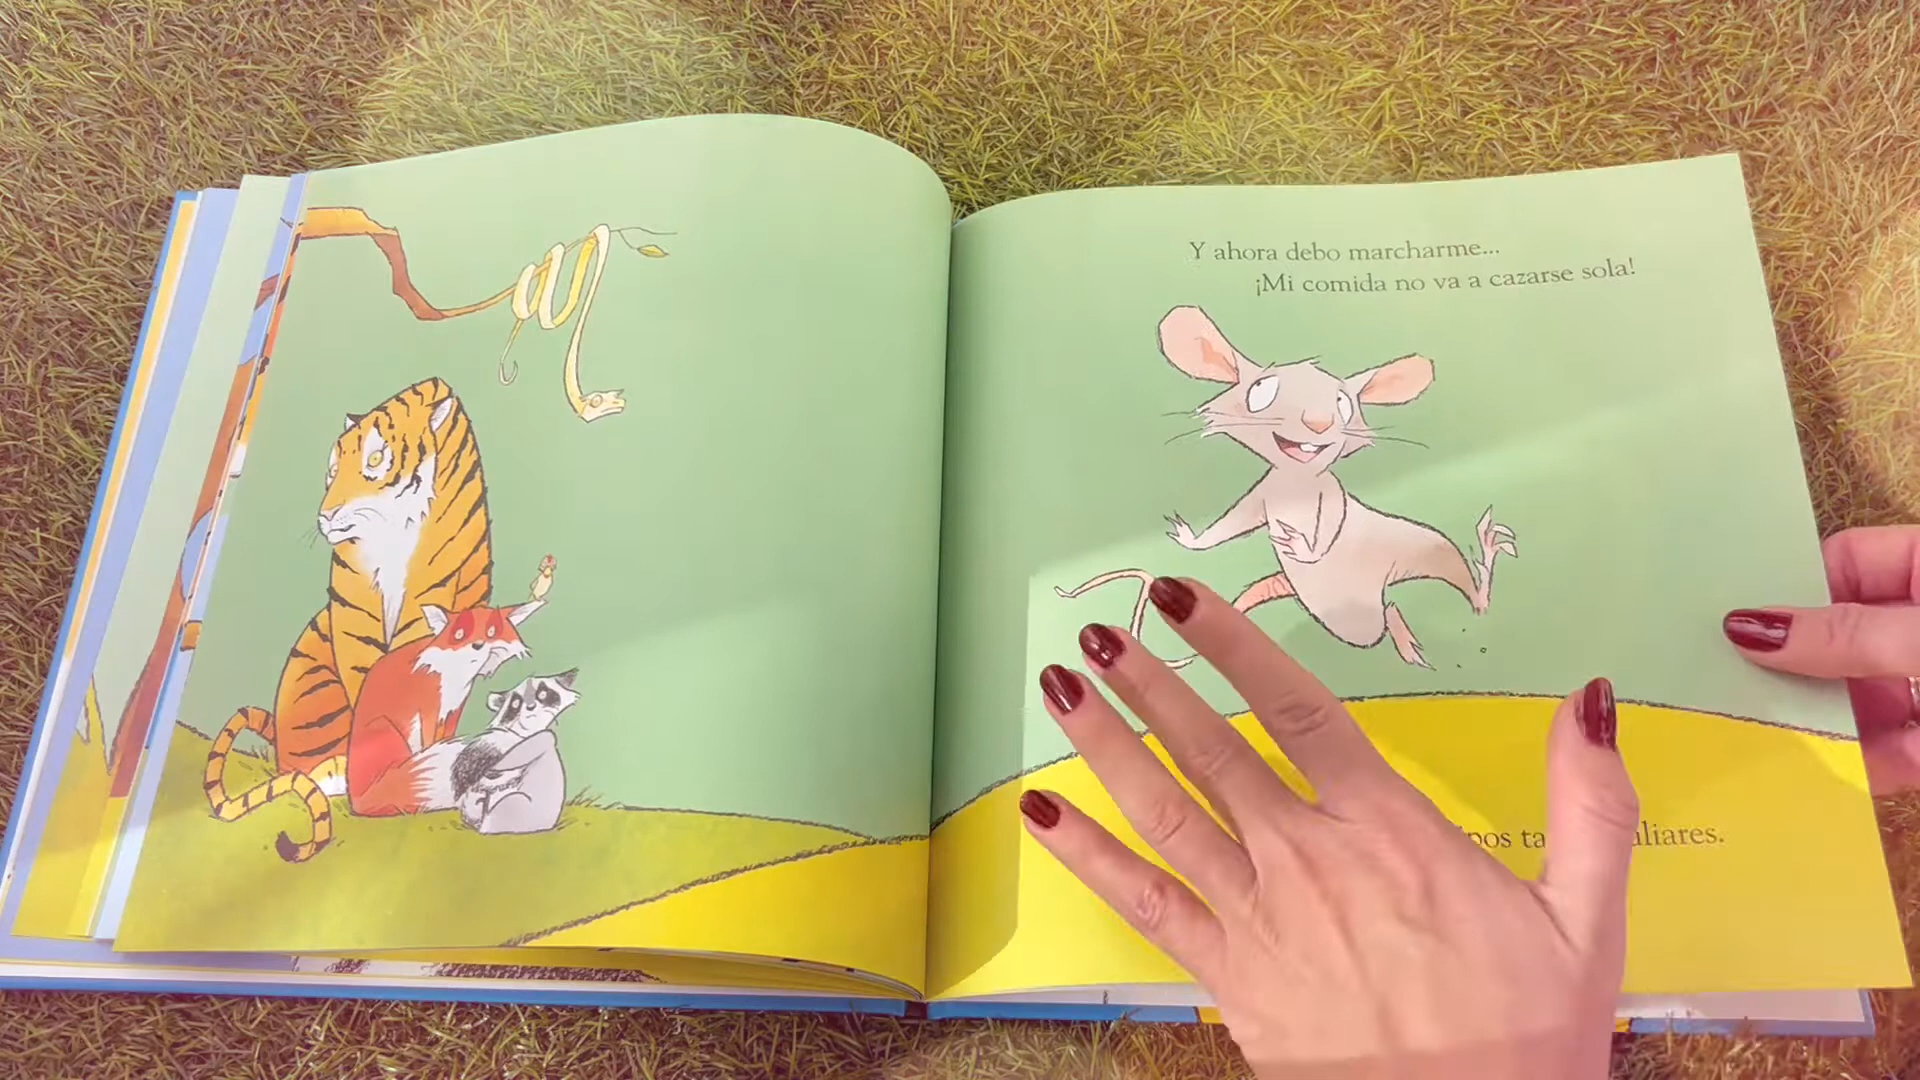 Y ahora debo marcharme...
¡Mi comida no va a cazarse sola!